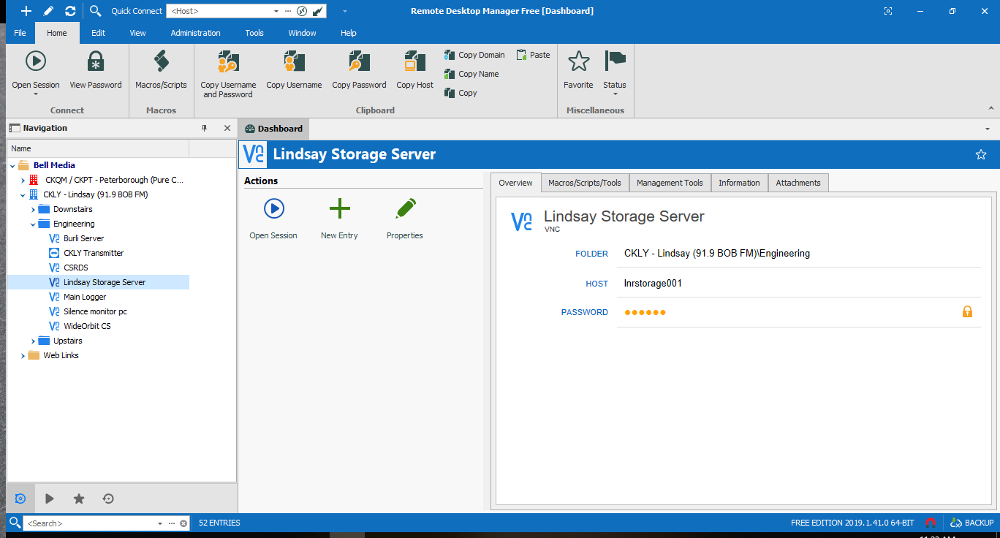 Quick Connect <Host> Remote Desktop Manager Free [Dashboard]
File Home Edit View Administration Tools Window Help
Open Session View Password Macros/Scripts Copy Username and Password Copy Username Copy Password Copy Host
Copy Domain Paste
Copy Name
Copy
Favorite Status
Connect Macros Clipboard Miscellaneous
Navigation
Name
Bell Media
CKQM / CKPT - Peterborough (Pure C...
CKLY - Lindsay (91.9 BOB FM)
Downstairs
Engineering
Burli Server
CKLY Transmitter
CSRDS
Lindsay Storage Server
Main Logger
Silence monitor pc
WideOrbit CS
Upstairs
Web Links
Dashboard
Lindsay Storage Server
Actions
Open Session New Entry Properties
Overview Macros/Scripts/Tools Management Tools Information Attachments
Lindsay Storage Server
VNC
FOLDER CKLY - Lindsay (91.9 BOB FM)\Engineering
HOST lnrstorage001
PASSWORD ●●●●●●
<Search> 52 ENTRIES FREE EDITION 2019.1.41.0 64-BIT BACKUP